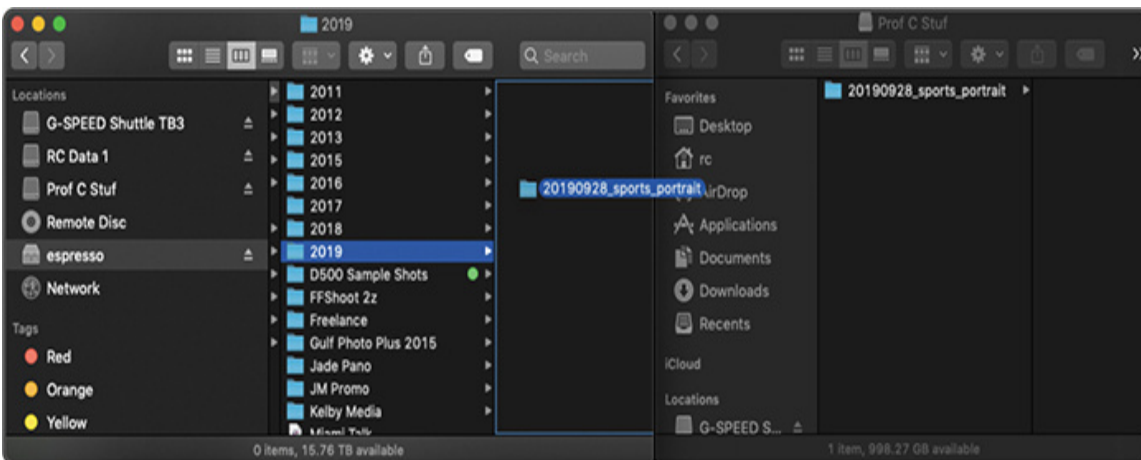 2019
Search
Locations
G-SPEED Shuttle TB3
RC Data 1
Prof C Stuf
Remote Disc
espresso
Network
Tags
Red
Orange
Yellow
2011
2012
2013
2015
2016
2017
2018
2019
D500 Sample Shots
FFShoot 2z
Freelance
Gulf Photo Plus 2015
Jade Pano
JM Promo
Kelby Media
Miami Talk
20190928_sports_portrait
0 items, 15.76 TB available
Prof C Stuf
Favorites
Desktop
rc
AirDrop
Applications
Documents
Downloads
Recents
iCloud
Locations
G-SPEED S...
20190928_sports_portrait
1 item, 998.27 GB available